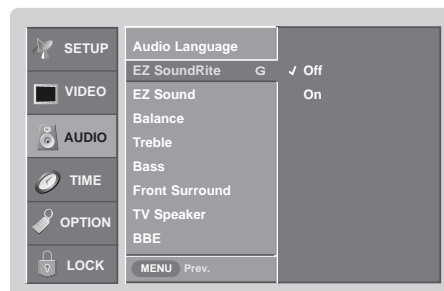 SETUP
VIDEO
AUDIO
TIME
OPTION
LOCK
Audio Language
EZ SoundRite G
EZ Sound
Balance
Treble
Bass
Front Surround
TV Speaker
BBE
MENU Prev.
✓ Off
On